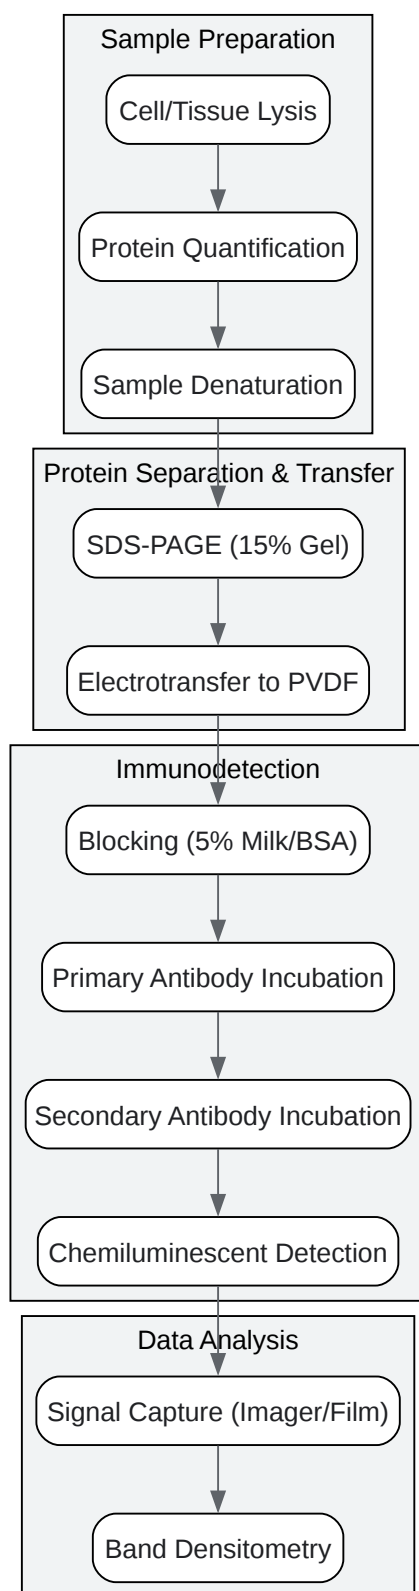 Sample Preparation
Cell/Tissue Lysis
Protein Quantification
Sample Denaturation
Protein Separation & Transfer
SDS-PAGE (15% Gel)
Electrotransfer to PVDF
Immunodetection
Blocking (5% Milk/BSA)
Primary Antibody Incubation
Secondary Antibody Incubation
Chemiluminescent Detection
Data Analysis
Signal Capture (Imager/Film)
Band Densitometry